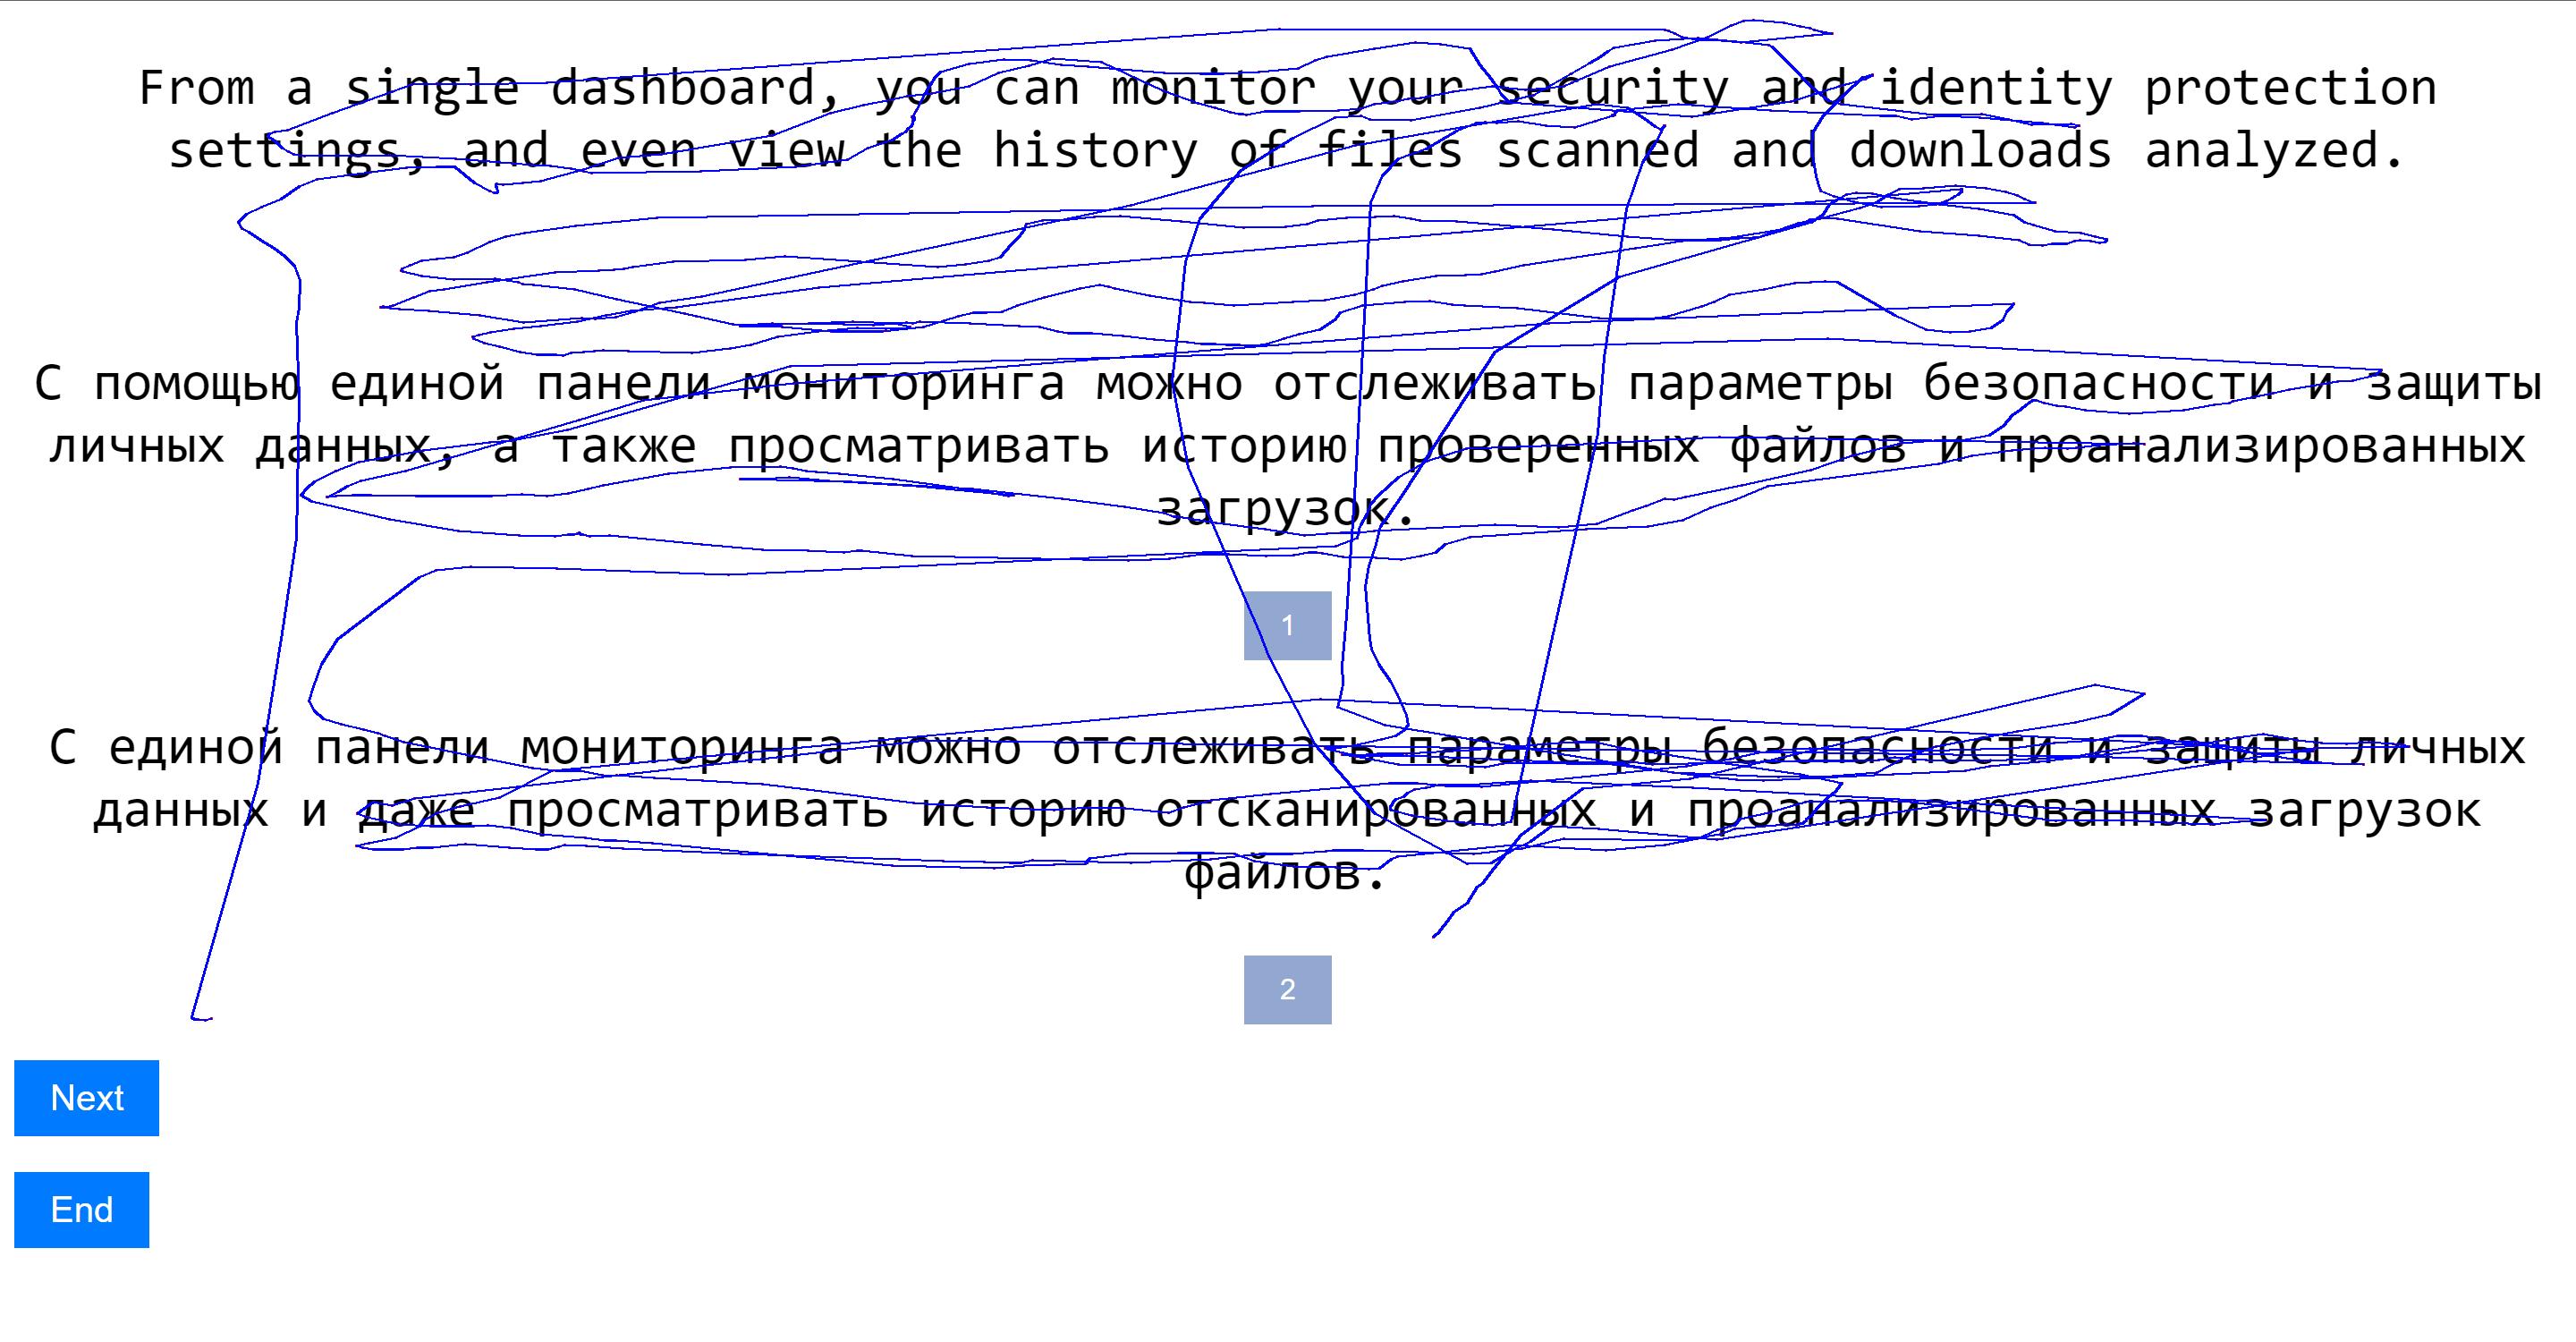 From a single dashboard, you can monitor your security and identity protection
settings, and even view the history of files scanned and downloads analyzed.
С помощью единой панели мониторинга можно отслеживать параметры безопасности и защиты
личных данных, а также просматривать историю проверенных файлов и проанализированных
загрузок.
1
С единой панели мониторинга можно отслеживать параметры безопасности и защиты личных
данных и даже просматривать историю отсканированных и проанализированных загрузок
файлов.
2
Next
End